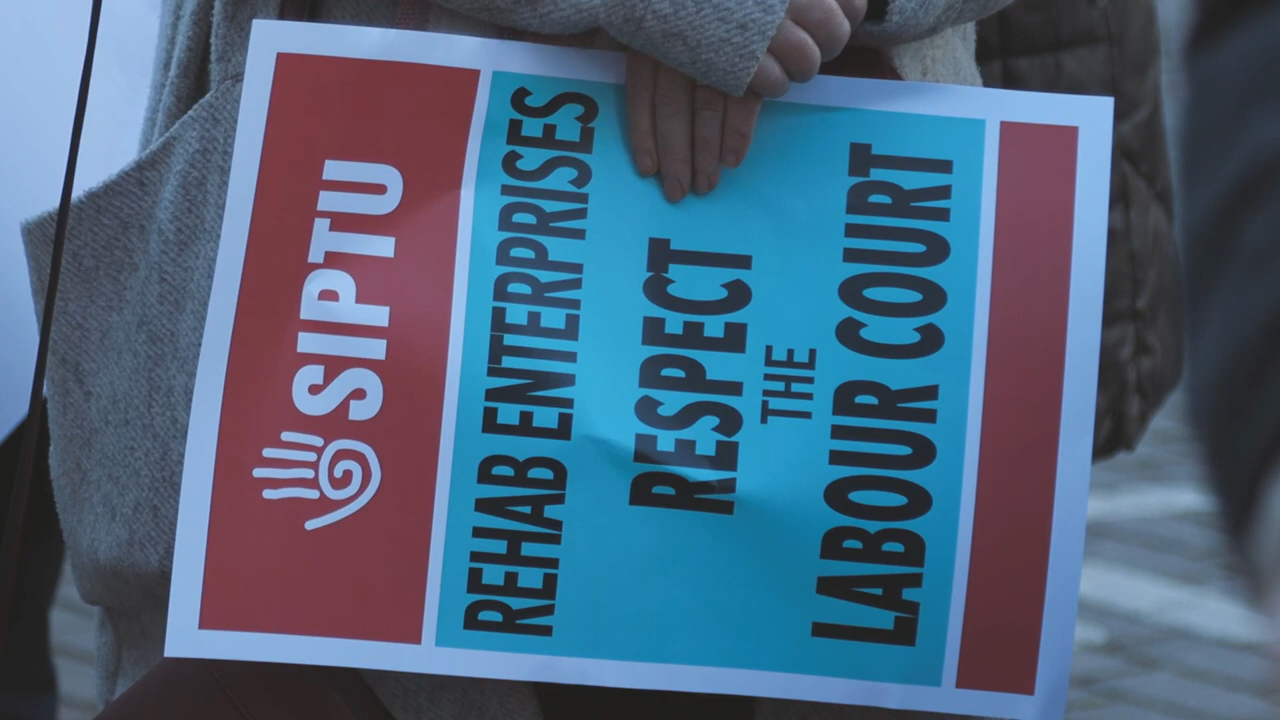 SIPTU
REHAB ENTERPRISES
RESPECT
THE
LABOUR COURT